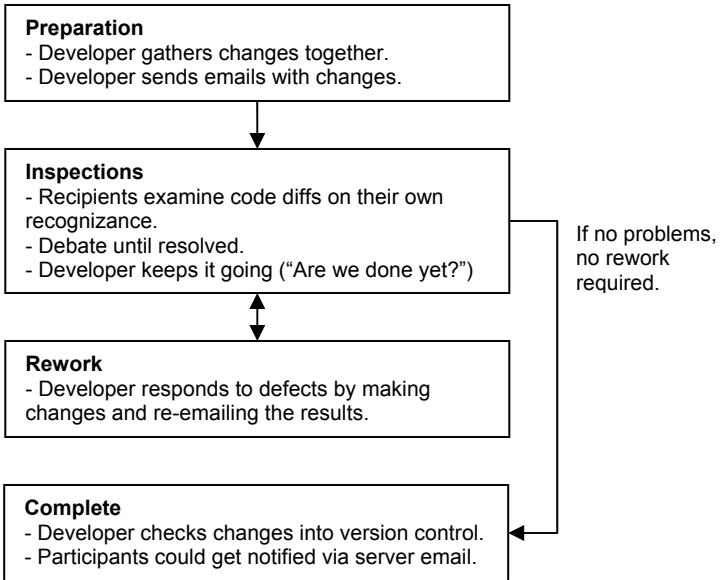 Preparation
- Developer gathers changes together.
- Developer sends emails with changes.
Inspections
- Recipients examine code diffs on their own
recognizance.
- Debate until resolved.
- Developer keeps it going (“Are we done yet?”)
If no problems,
no rework
required.
Rework
- Developer responds to defects by making
changes and re-emailing the results.
Complete
- Developer checks changes into version control.
- Participants could get notified via server email.